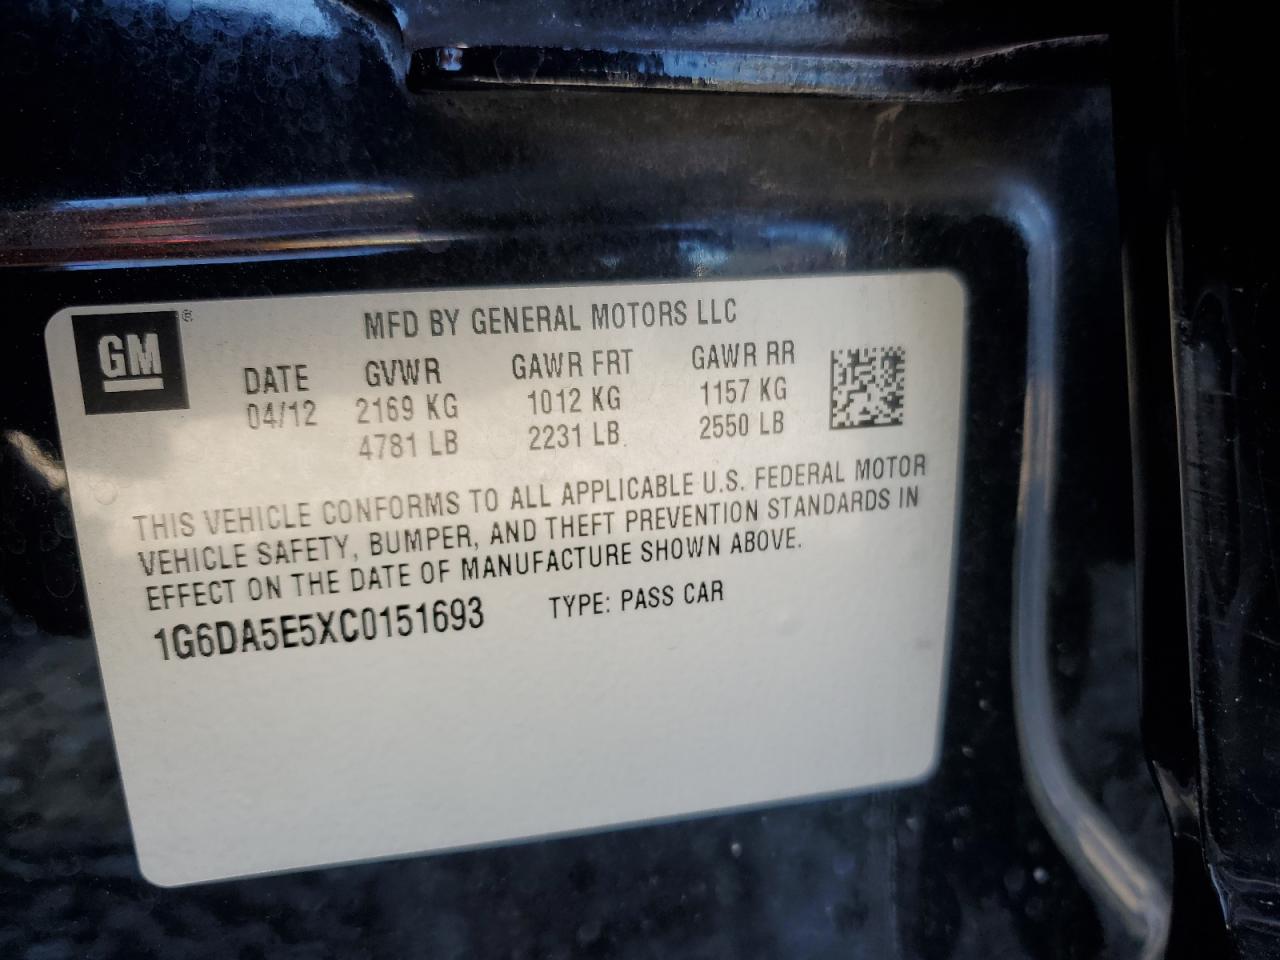 GM ®
MFD BY GENERAL MOTORS LLC
DATE GVWR GAWR FRT GAWR RR
04/12 2169 KG 1012 KG 1157 KG
4781 LB 2231 LB 2550 LB
THIS VEHICLE CONFORMS TO ALL APPLICABLE U.S. FEDERAL MOTOR
VEHICLE SAFETY, BUMPER, AND THEFT PREVENTION STANDARDS IN
EFFECT ON THE DATE OF MANUFACTURE SHOWN ABOVE.
1G6DA5E5XC0151693 TYPE: PASS CAR